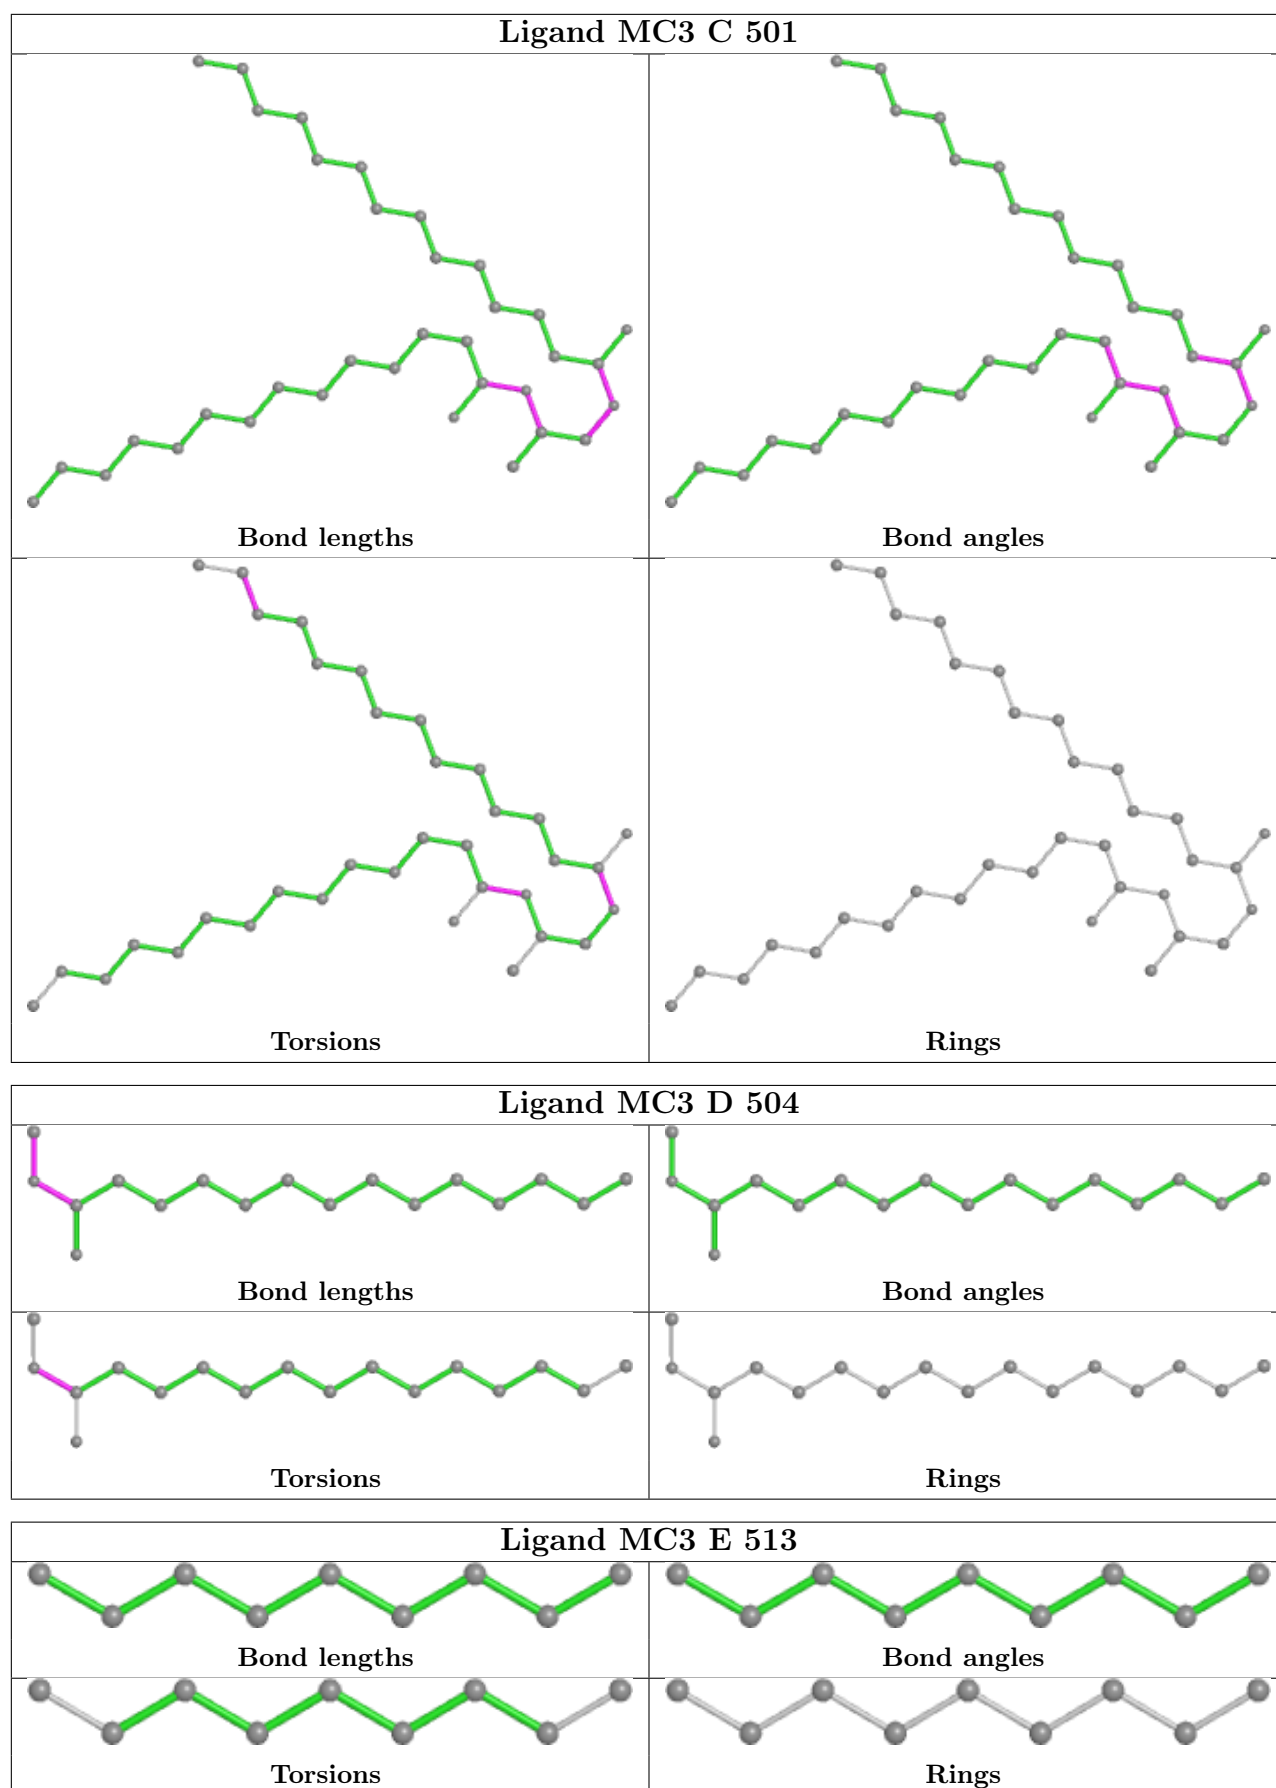 Ligand MC3 C 501
Bond lengths
Bond angles
Torsions
Rings
Ligand MC3 D 504
Bond lengths
Bond angles
Torsions
Rings
Ligand MC3 E 513
Bond lengths
Bond angles
Torsions
Rings